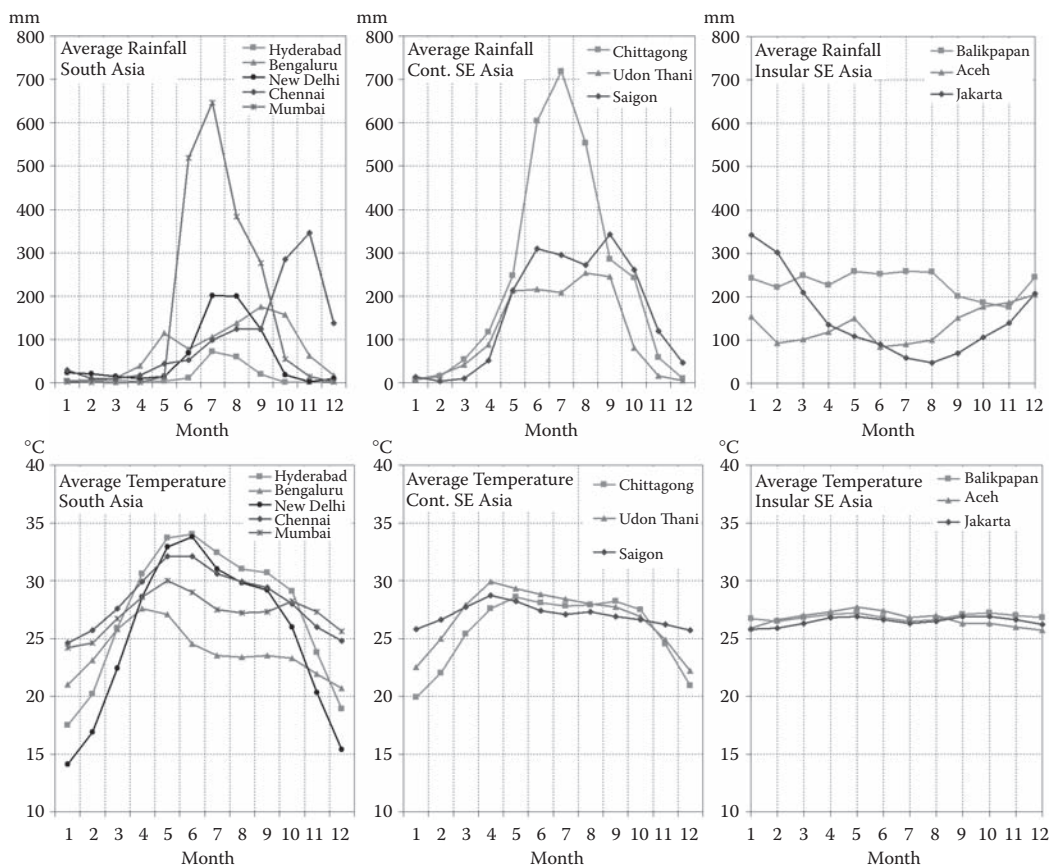 mm
800
700
600
500
400
300
200
100
0
Average Rainfall
South Asia
Hyderabad
Bengaluru
New Delhi
Chennai
Mumbai
1 2 3 4 5 6 7 8 9 10 11 12
Month
mm
800
700
600
500
400
300
200
100
0
Average Rainfall
Cont. SE Asia
Chittagong
Udon Thani
Saigon
1 2 3 4 5 6 7 8 9 10 11 12
Month
mm
800
700
600
500
400
300
200
100
0
Average Rainfall
Insular SE Asia
Balikpapan
Aceh
Jakarta
1 2 3 4 5 6 7 8 9 10 11 12
Month
°C
40
35
30
25
20
15
10
Average Temperature
South Asia
Hyderabad
Bengaluru
New Delhi
Chennai
Mumbai
1 2 3 4 5 6 7 8 9 10 11 12
Month
°C
40
35
30
25
20
15
10
Average Temperature
Cont. SE Asia
Chittagong
Udon Thani
Saigon
1 2 3 4 5 6 7 8 9 10 11 12
Month
°C
40
35
30
25
20
15
10
Average Temperature
Insular SE Asia
Balikpapan
Aceh
Jakarta
1 2 3 4 5 6 7 8 9 10 11 12
Month